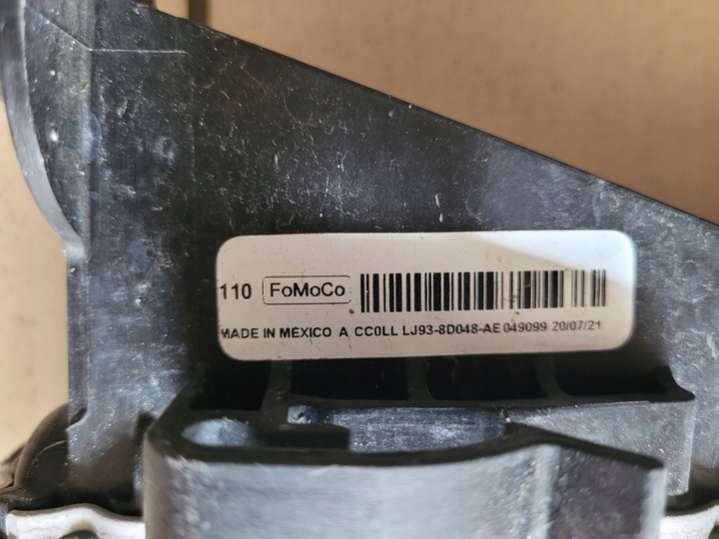 110 FoMoCo
MADE IN MEXICO A CC0LL LJ93-8D048-AE 049099 20/07/21